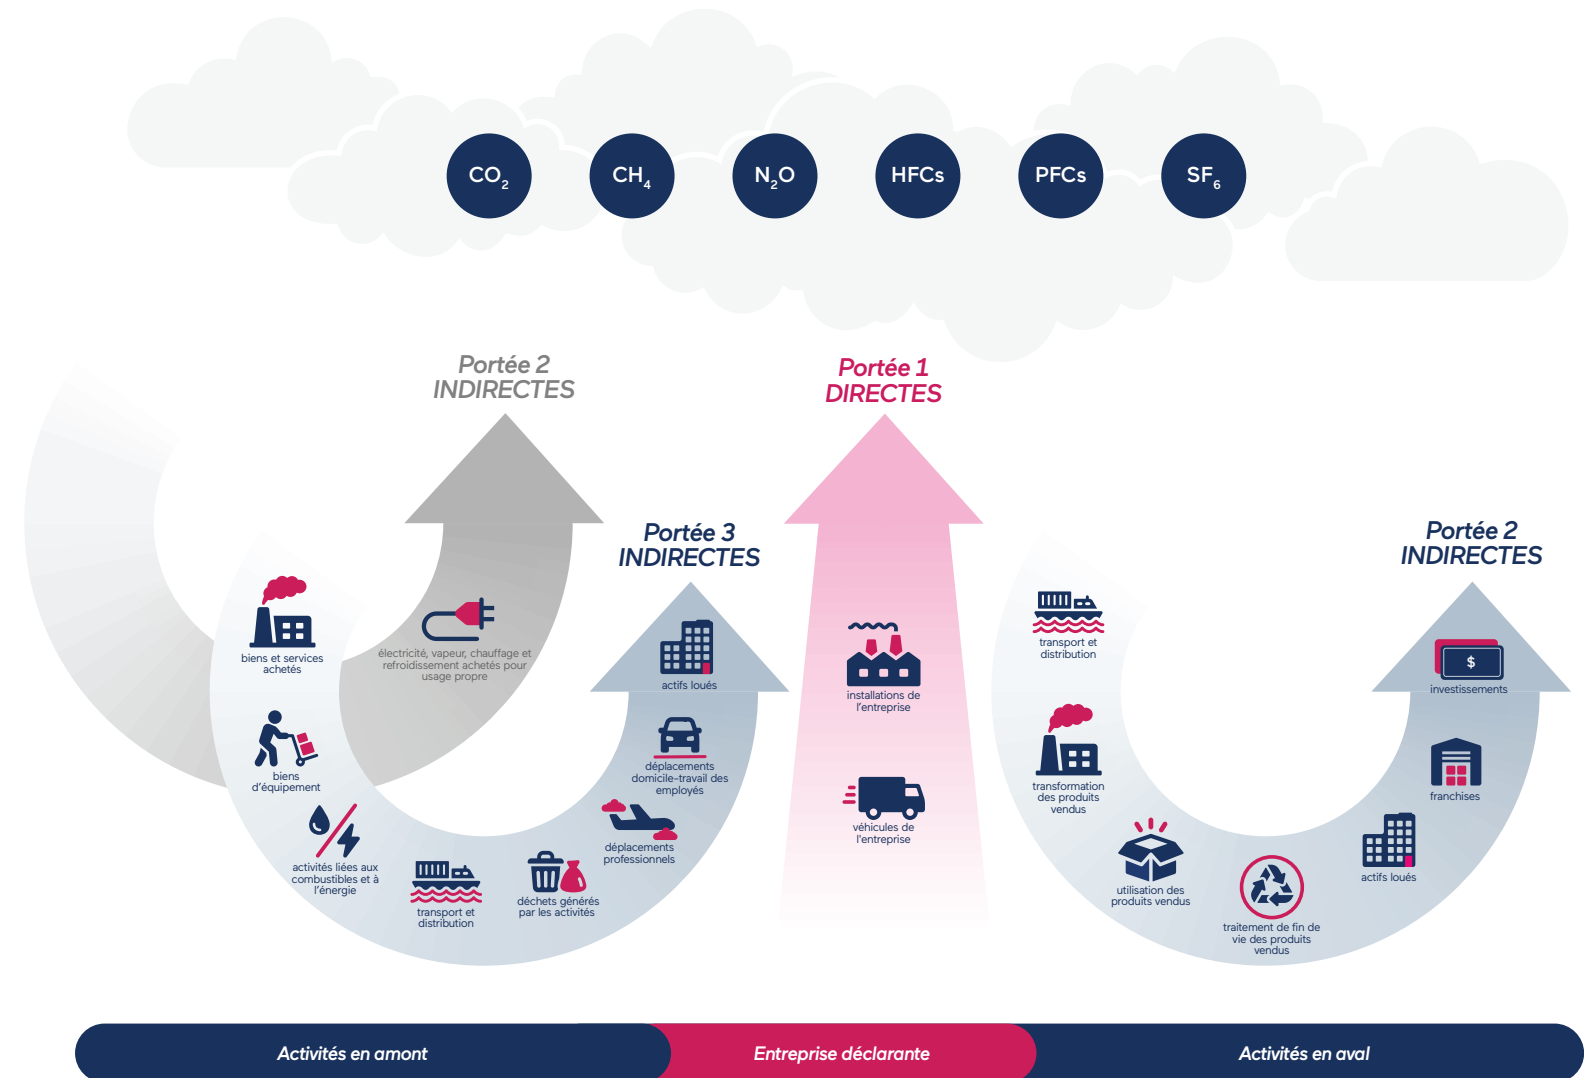 CO2
CH4
N2O
HFCs
PFCs
SF6
Portée 2
INDIRECTES
Portée 1
DIRECTES
Portée 3
INDIRECTES
Portée 2
INDIRECTES
biens et services
achetés
électricité, vapeur, chauffage et
refroidissement achetés pour
usage propre
biens
d'équipement
activités liées aux
combustibles et à
l'énergie
transport et
distribution
déchets générés
par les activités
déplacements
professionnels
déplacements
domicile-travail des
employés
actifs loués
installations de
l'entreprise
véhicules de
l'entreprise
transport et
distribution
transformation
des produits
vendus
utilisation des
produits vendus
traitement de fin de
vie des produits
vendus
actifs loués
franchises
$
investissements
Activités en amont
Entreprise déclarante
Activités en aval